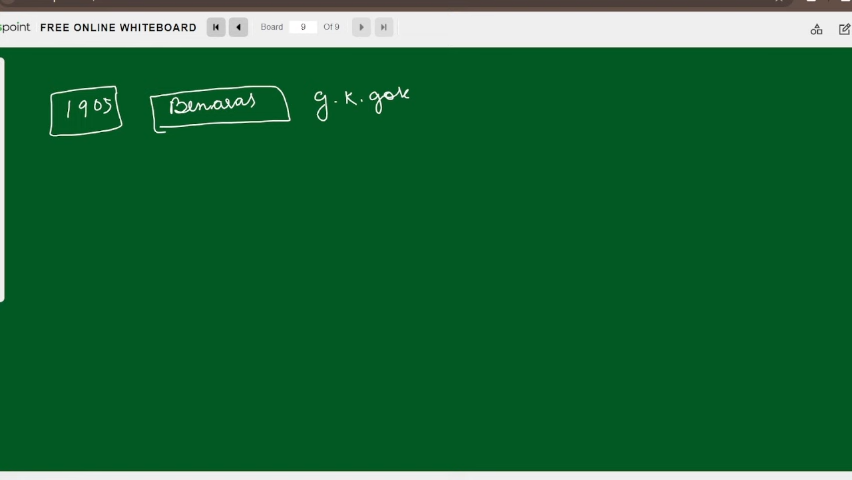 spoint FREE ONLINE WHITEBOARD Board 9 Of 9
1905 Benaras G. K. gok